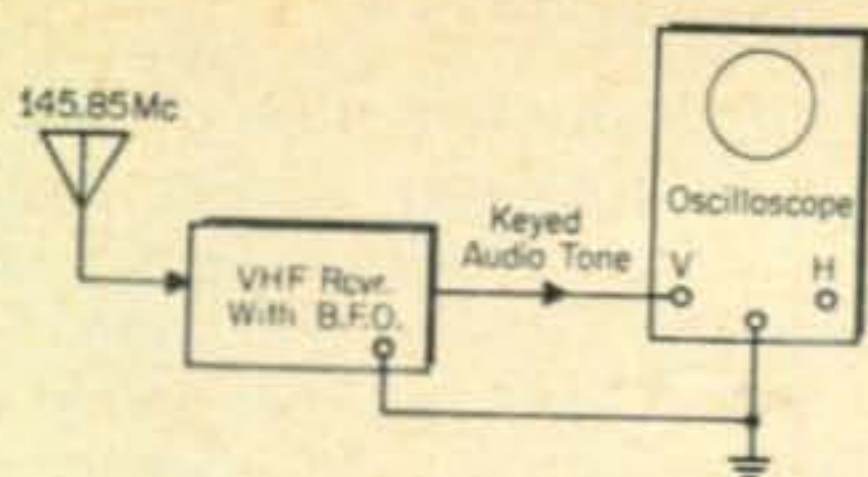 145.85Mc
Oscilloscope
Keyed
Audio Tone
V
H
VHF Rcvr.
With B.F.O.